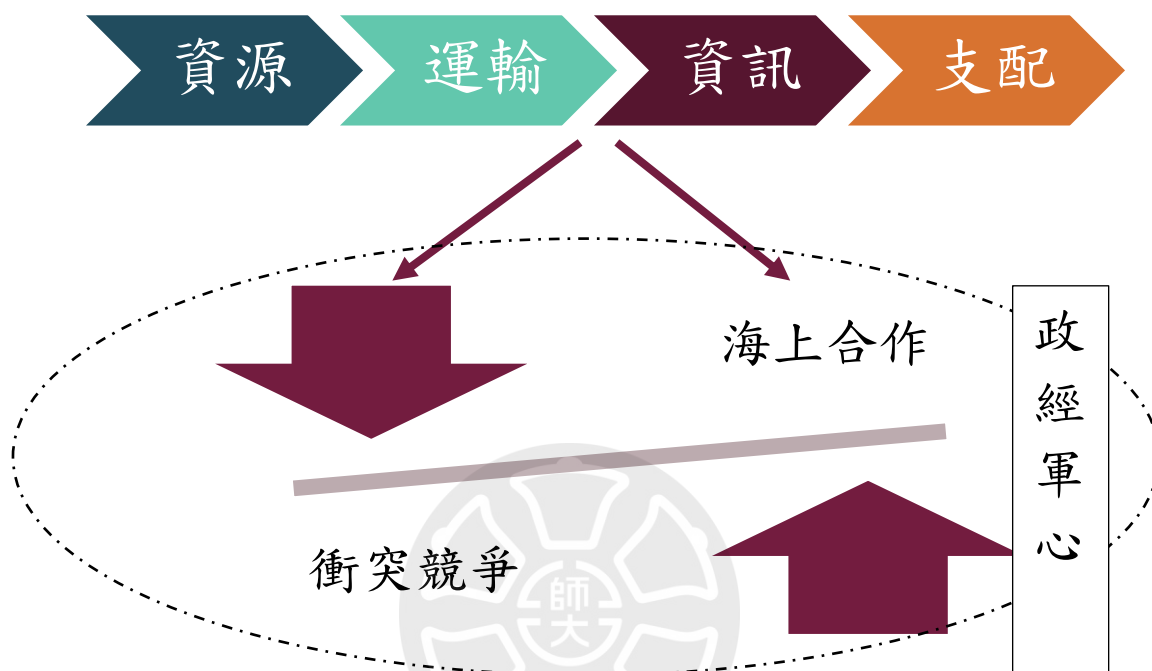 資源 運輸 資訊 支配
海上合作
政經軍心
衝突競爭
師大